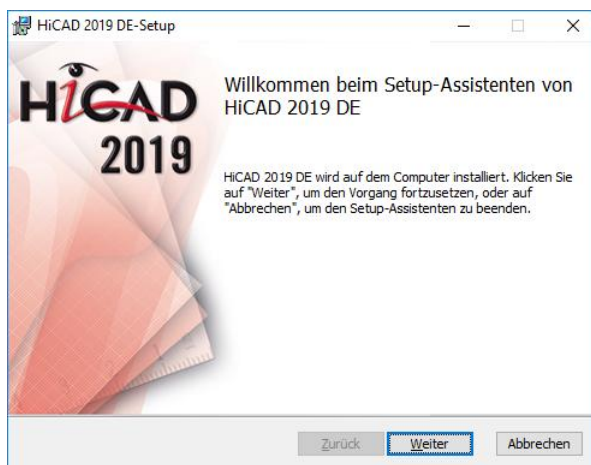 HiCAD 2019 DE-Setup
HiCAD
2019
Willkommen beim Setup-Assistenten von
HiCAD 2019 DE
HiCAD 2019 DE wird auf dem Computer installiert. Klicken Sie
auf "Weiter", um den Vorgang fortzusetzen, oder auf
"Abbrechen", um den Setup-Assistenten zu beenden.
Zurück Weiter Abbrechen